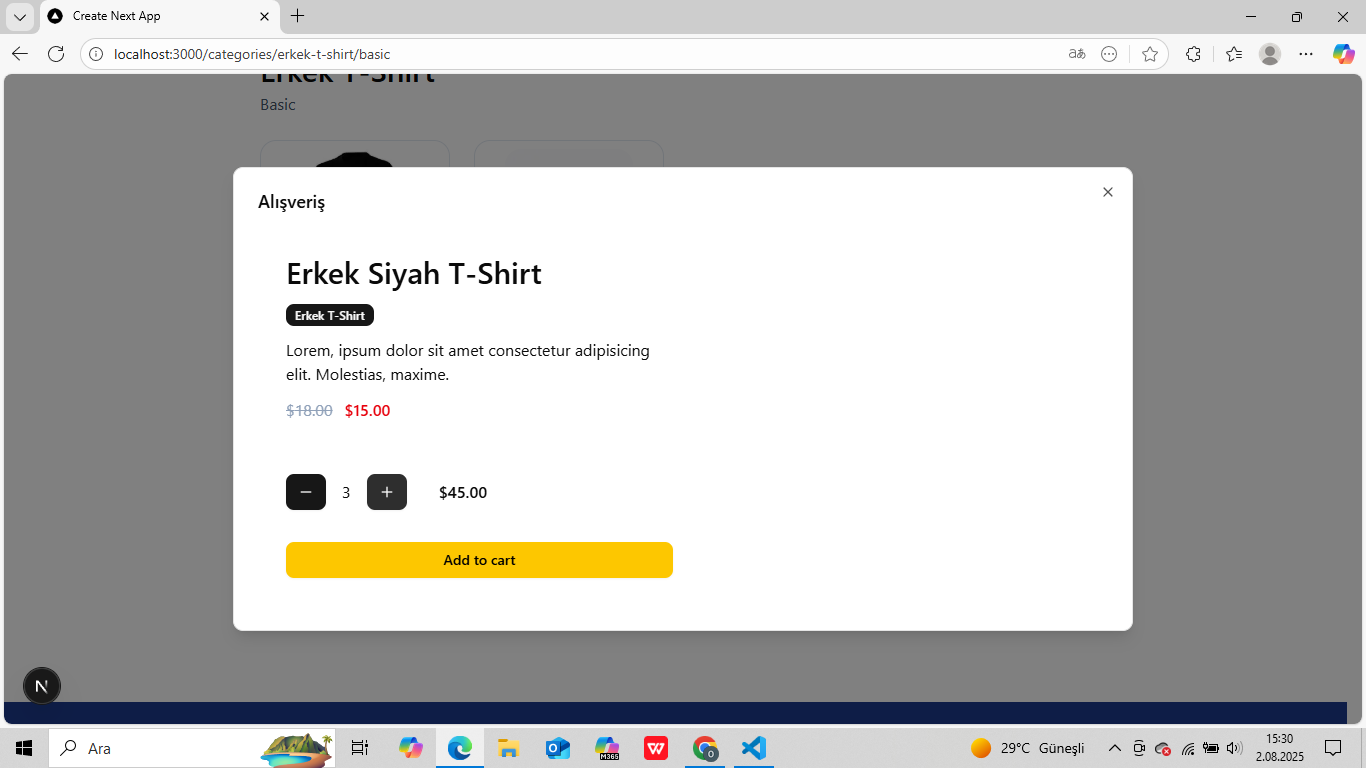 Create Next App
localhost:3000/categories/erkek-t-shirt/basic
Erkek T-Shirt
Basic
Alışveriş
Erkek Siyah T-Shirt
Erkek T-Shirt
Lorem, ipsum dolor sit amet consectetur adipisicing
elit. Molestias, maxime.
$18.00 $15.00
3 $45.00
Add to cart
N
Ara
M365
29°C Güneşli
15:30
2.08.2025